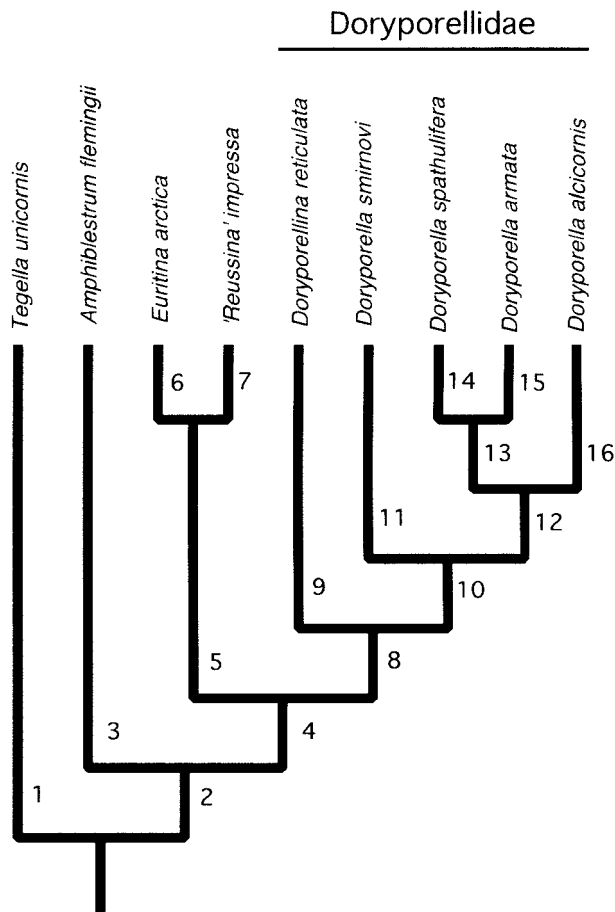 Doryporellidae
Tegella unicornis
Amphiblestrum flemingii
Euritina arctica
'Reussina' impressa
Doryporellina reticulata
Doryporella smirnovi
Doryporella spathulifera
Doryporella armata
Doryporella alcicornis
6
7
14
15
13
16
11
12
9
10
5
8
3
4
1
2